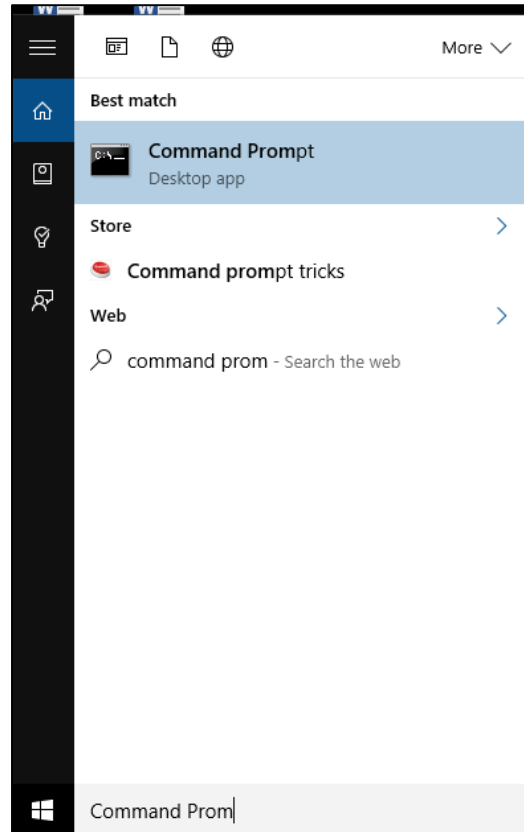 More
Best match
C:\_
Command Prompt
Desktop app
Store
Command prompt tricks
Web
command prom - Search the web
Command Prom